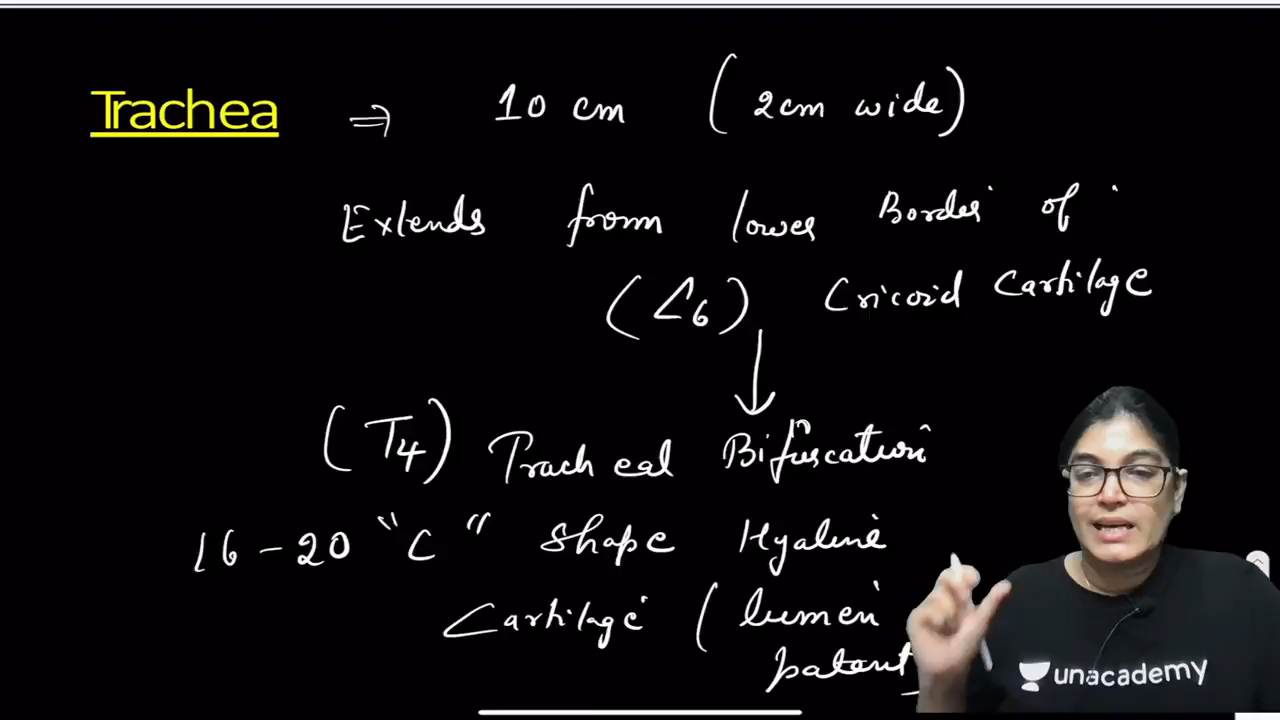 Trachea ⇒ 10 cm (2cm wide)
Extends from lower Border of
(C6) Cricoid Cartilage
↓
(T4) Tracheal Bifurcation
16-20 "C" shape Hyaline
Cartilage (lumen
patent)
unacademy